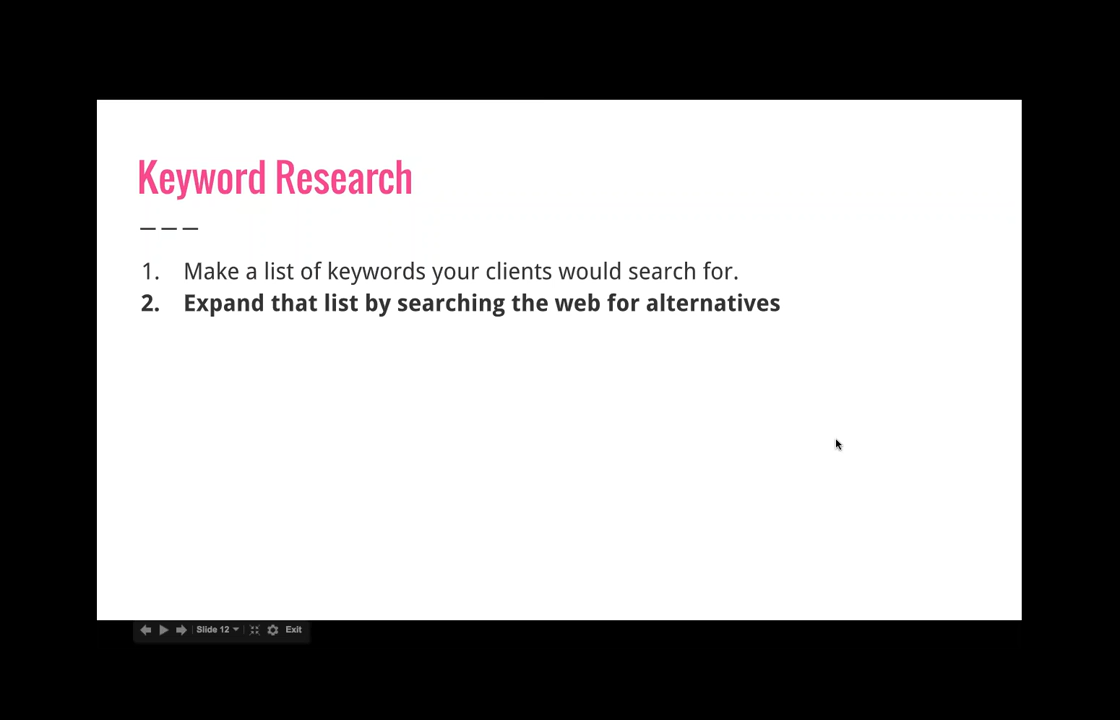 Keyword Research
1. Make a list of keywords your clients would search for.
2. Expand that list by searching the web for alternatives
Slide 12 Exit